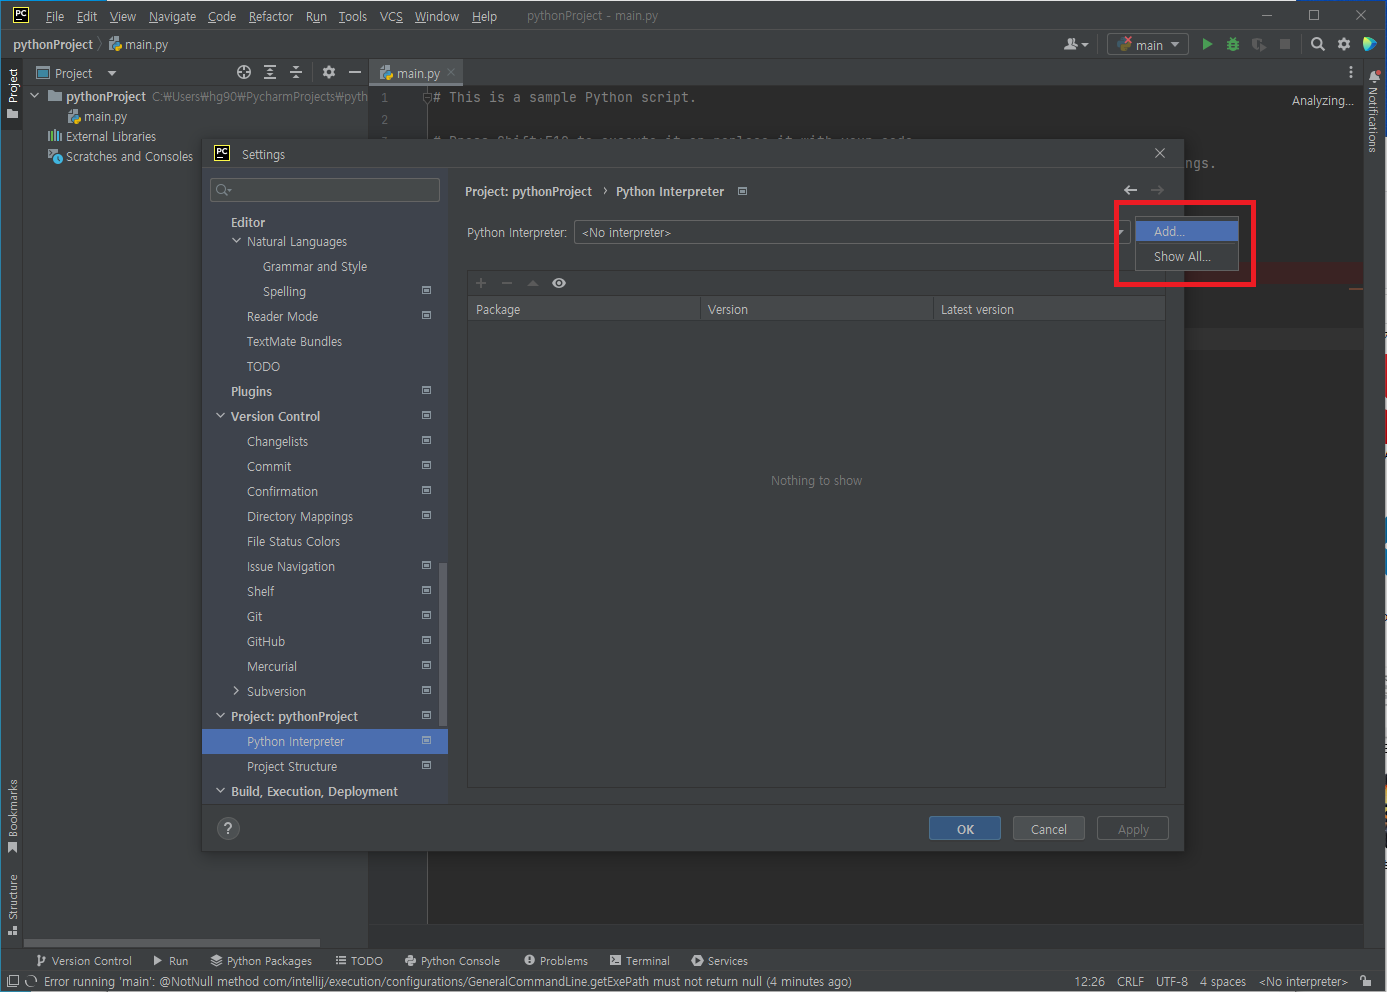 PC File Edit View Navigate Code Refactor Run Tools VCS Window Help pythonProject - main.py
pythonProject main.py main
Project main.py
Project
pythonProject C:₩Users₩hg90₩PycharmProjects₩pyth
main.py
External Libraries
Scratches and Consoles
1 # This is a sample Python script.
2
Analyzing...
Notifications
ngs.
PC Settings
Project: pythonProject › Python Interpreter
Python Interpreter: <No interpreter>
Add...
Show All...
Editor
Natural Languages
Grammar and Style
Spelling
Reader Mode
TextMate Bundles
TODO
Plugins
Version Control
Changelists
Commit
Confirmation
Directory Mappings
File Status Colors
Issue Navigation
Shelf
Git
GitHub
Mercurial
Subversion
Project: pythonProject
Python Interpreter
Project Structure
Build, Execution, Deployment
Package Version Latest version
Nothing to show
? OK Cancel Apply
Bookmarks
Structure
Version Control Run Python Packages TODO Python Console Problems Terminal Services
Error running 'main': @NotNull method com/intellij/execution/configurations/GeneralCommandLine.getExePath must not return null (4 minutes ago) 12:26 CRLF UTF-8 4 spaces <No interpreter>